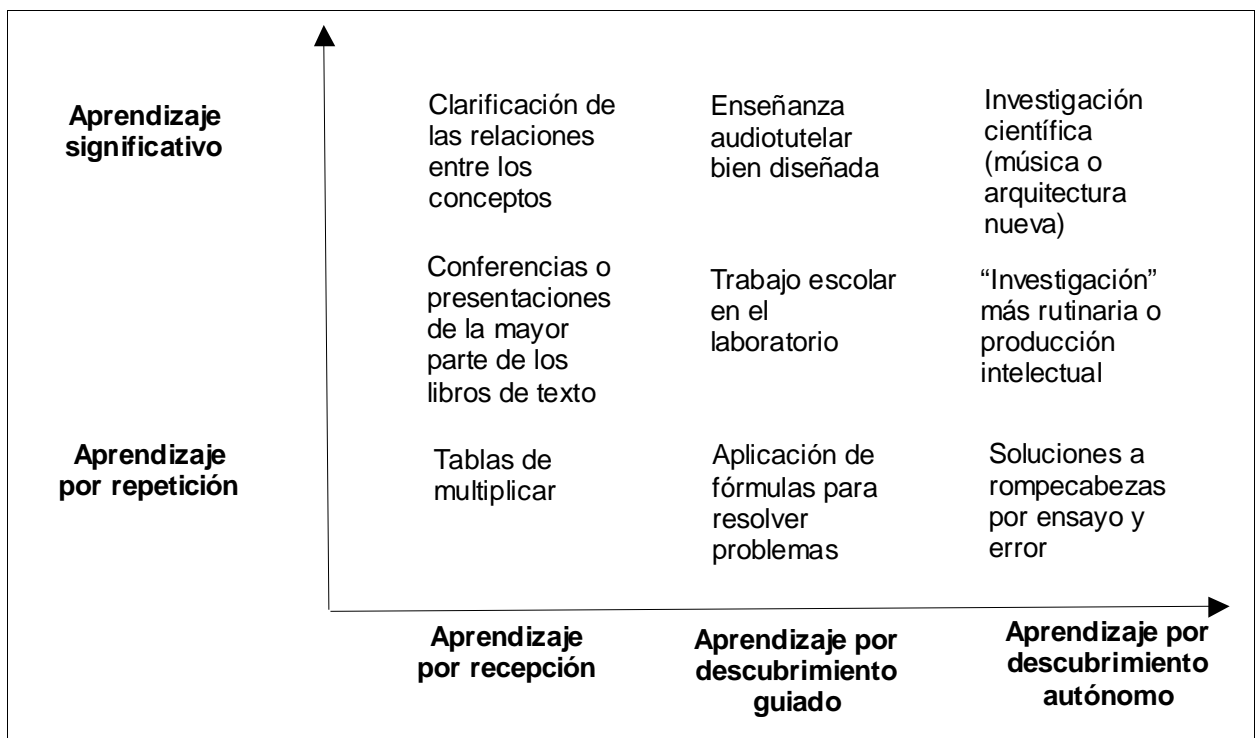 Aprendizaje
significativo
Clarificación de
las relaciones
entre los
conceptos
Enseñanza
audiotutelar
bien diseñada
Investigación
científica
(música o
arquitectura
nueva)
Conferencias o
presentaciones
de la mayor
parte de los
libros de texto
Trabajo escolar
en el
laboratorio
“Investigación”
más rutinaria o
producción
intelectual
Aprendizaje
por repetición
Tablas de
multiplicar
Aplicación de
fórmulas para
resolver
problemas
Soluciones a
rompecabezas
por ensayo y
error
Aprendizaje
por recepción
Aprendizaje por
descubrimiento
guiado
Aprendizaje por
descubrimiento
autónomo